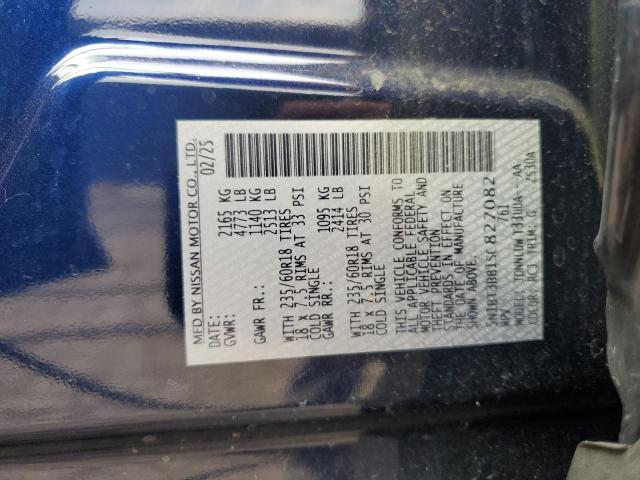 MFD BY NISSAN MOTOR CO., LTD.
DATE: 02/25
GVWR: 2165 KG
4773 LB
GAWR FR.: 1140 KG
2513 LB
WITH 235/60R18 TIRES
18 X 7.5 RIMS AT 33 PSI
COLD SINGLE
GAWR RR.: 1095 KG
2414 LB
WITH 235/60R18 TIRES
18 X 7.5 RIMS AT 30 PSI
COLD SINGLE
THIS VEHICLE CONFORMS TO
ALL APPLICABLE FEDERAL
MOTOR VEHICLE SAFETY AND
THEFT PREVENTION
STANDARDS IN EFFECT ON
THE DATE OF MANUFACTURE
SHOWN ABOVE.
827082
MPV 761
MODEL: AA
COLOR: RCJ TRIM: G 2530A